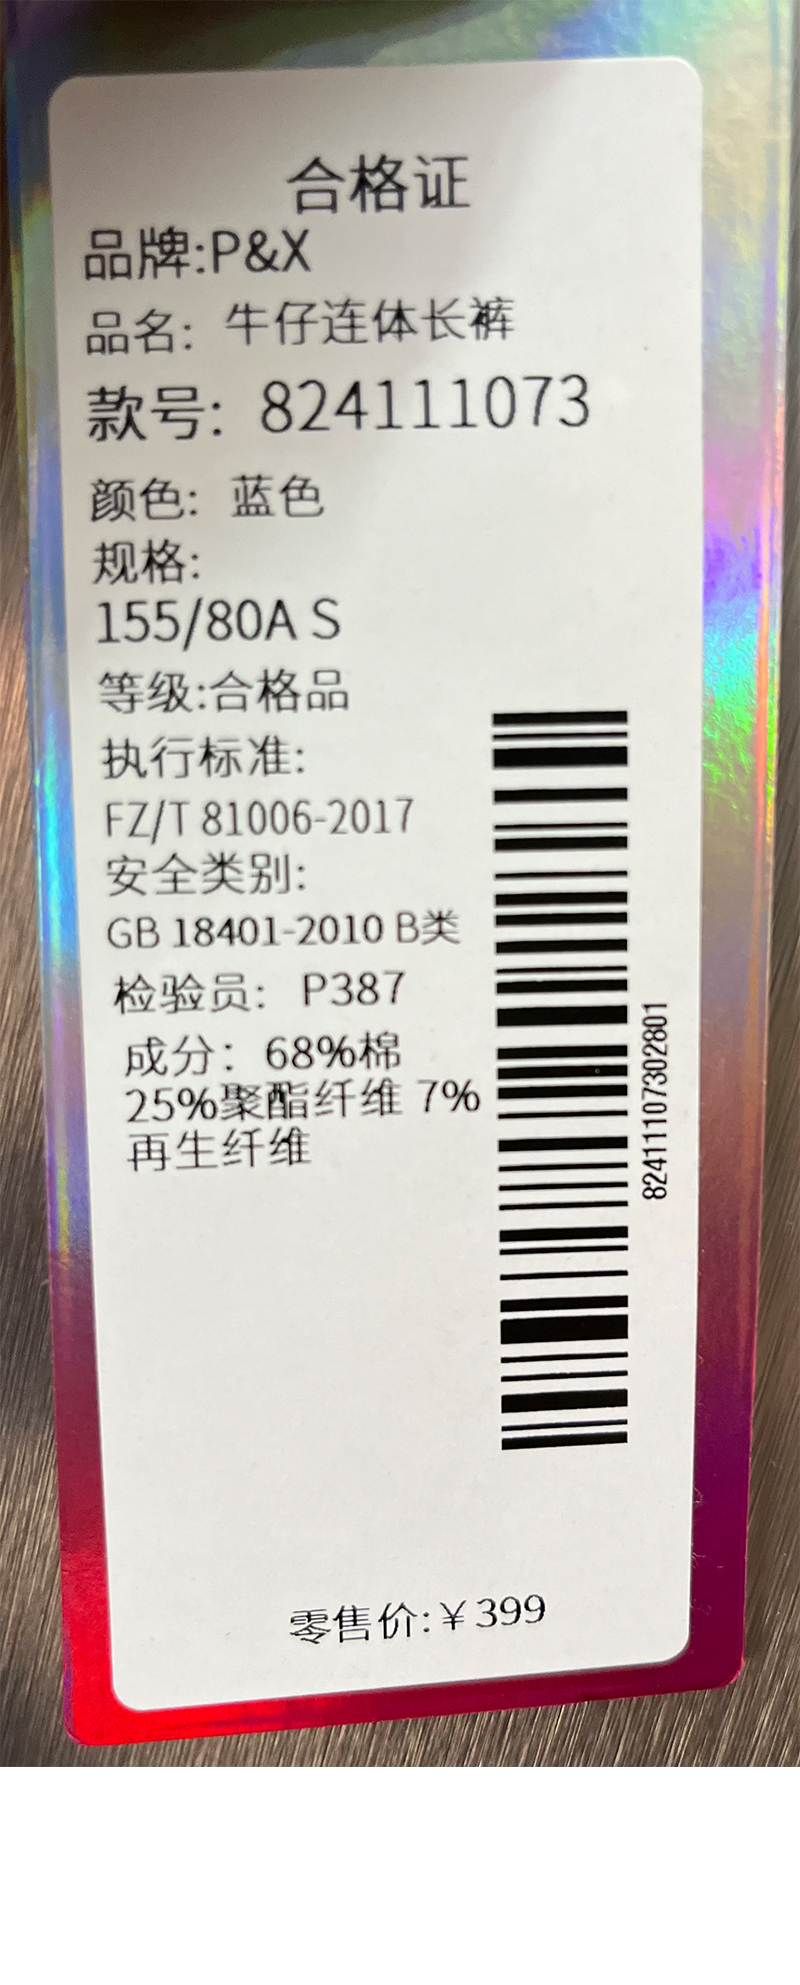 合格证
品牌:P&X
品名: 牛仔连体长裤
款号: 824111073
颜色: 蓝色
规格:
155/80A S
等级:合格品
执行标准:
FZ/T 81006-2017
安全类别:
GB 18401-2010 B类
检验员: P387
成分: 68%棉
25%聚酯纤维 7%
再生纤维
82411107302801
零售价:¥399